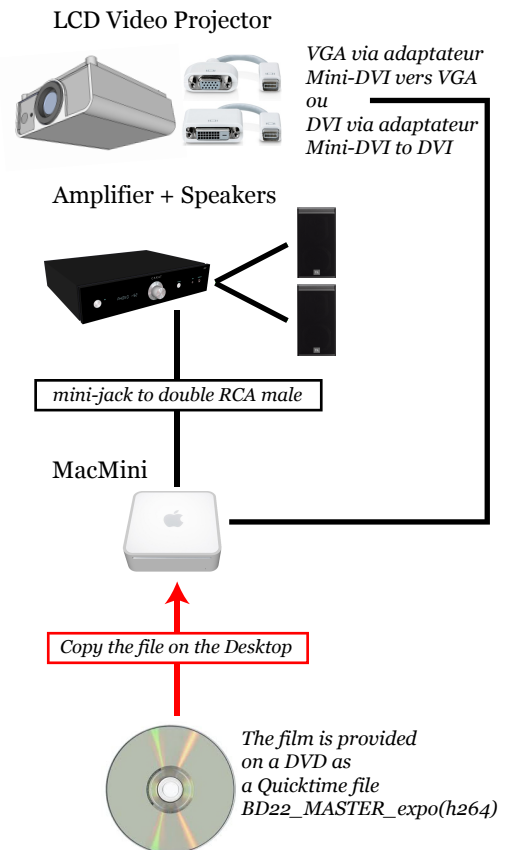 LCD Video Projector
VGA via adaptateur
Mini-DVI vers VGA
ou
DVI via adaptateur
Mini-DVI to DVI
Amplifier + Speakers
mini-jack to double RCA male
MacMini
Copy the file on the Desktop
The film is provided
on a DVD as
a Quicktime file
BD22_MASTER_expo(h264)